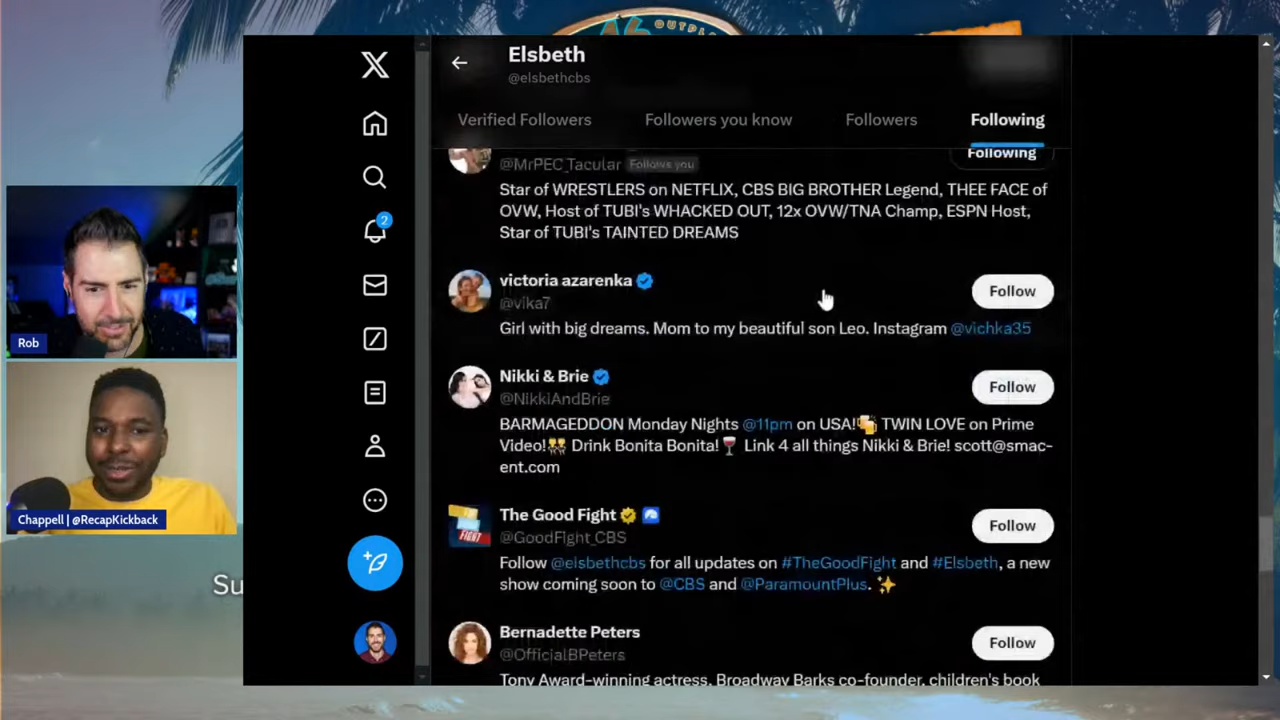 OUTPL
Elsbeth
@elsbethcbs
Verified Followers
Followers you know
Followers
Following
@MrPEC_Tacular Follows you
Following
Star of WRESTLERS on NETFLIX, CBS BIG BROTHER Legend, THEE FACE of
OVW, Host of TUBI's WHACKED OUT, 12x OVW/TNA Champ, ESPN Host,
Star of TUBI's TAINTED DREAMS
victoria azarenka
@vika7
Follow
Girl with big dreams. Mom to my beautiful son Leo. Instagram @vichka35
Nikki & Brie
@NikkiAndBrie
Follow
BARMAGEDDON Monday Nights @11pm on USA!🍻 TWIN LOVE on Prime
Video!👯 Drink Bonita Bonita!🍷 Link 4 all things Nikki & Brie! scott@smac-
ent.com
The Good Fight
@GoodFight_CBS
Follow
FIGHT
Follow @elsbethcbs for all updates on #TheGoodFight and #Elsbeth, a new
show coming soon to @CBS and @ParamountPlus. ✨
Bernadette Peters
@OfficialBPeters
Follow
Tony Award-winning actress, Broadway Barks co-founder, children's book
X
2
Rob
Chappell | @RecapKickback
Su